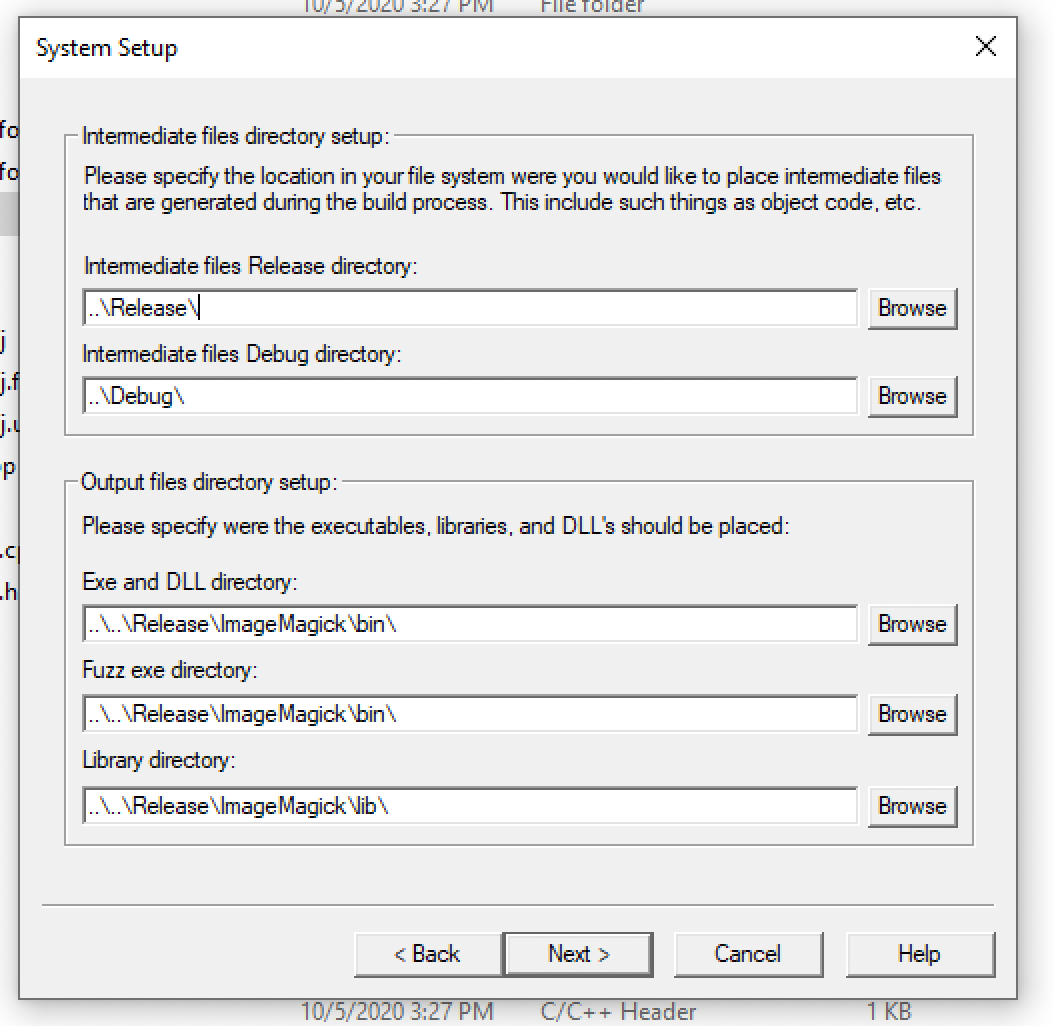 10/5/2020 3:27 PM File folder
System Setup
Intermediate files directory setup:
Please specify the location in your file system were you would like to place intermediate files
that are generated during the build process. This include such things as object code, etc.
Intermediate files Release directory:
..\Release\ Browse
Intermediate files Debug directory:
..\Debug\ Browse
Output files directory setup:
Please specify were the executables, libraries, and DLL's should be placed:
Exe and DLL directory:
..\..\Release\ImageMagick\bin\ Browse
Fuzz exe directory:
..\..\Release\ImageMagick\bin\ Browse
Library directory:
..\..\Release\ImageMagick\lib\ Browse
< Back Next > Cancel Help
10/5/2020 3:27 PM C/C++ Header 1 KB